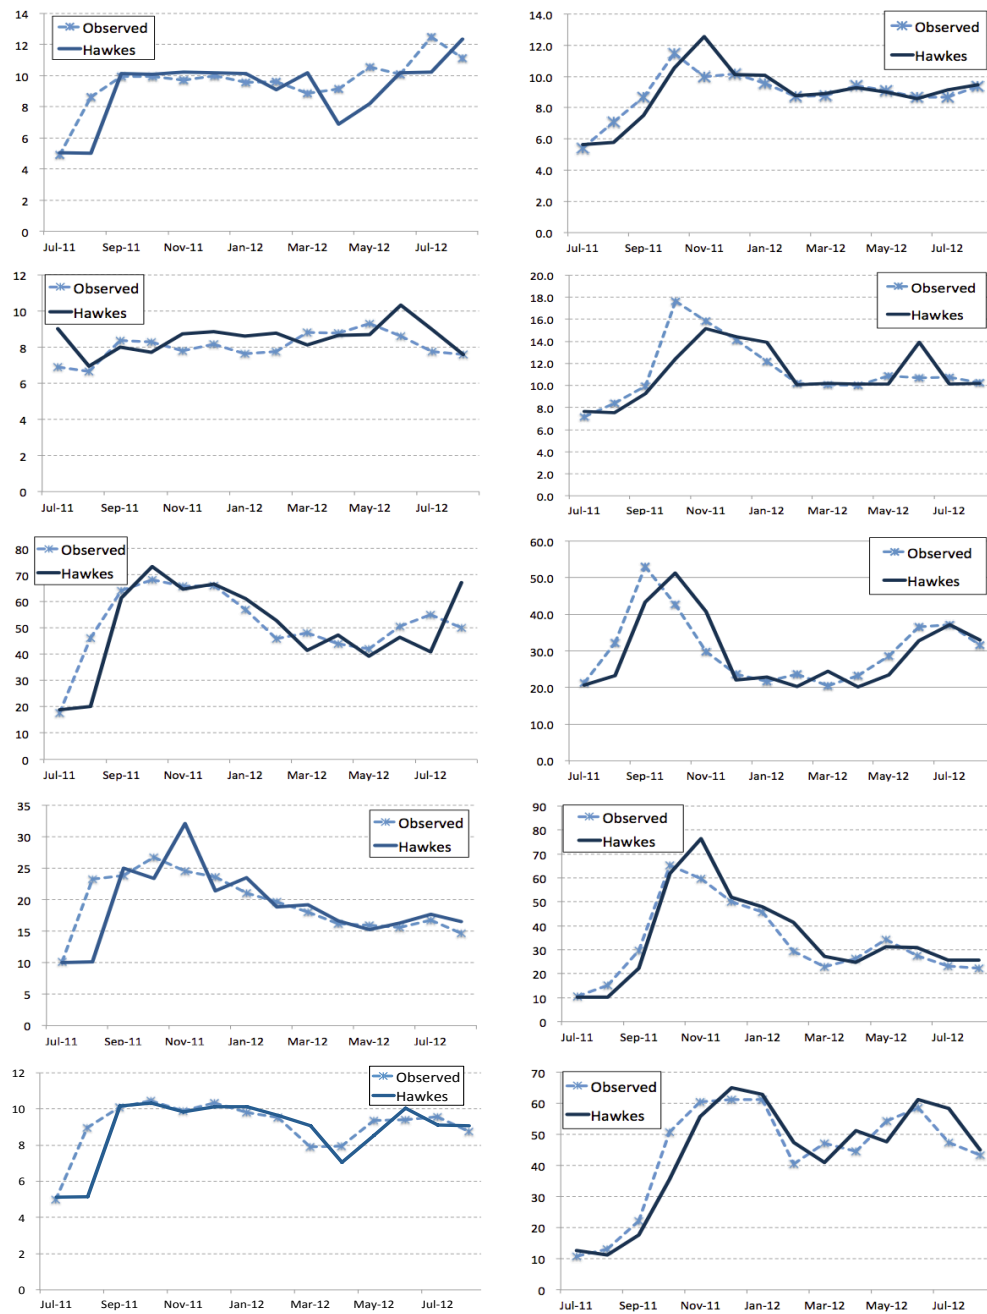 14
12
10
8
6
4
2
0
Observed
Hawkes
Jul-11 Sep-11 Nov-11 Jan-12 Mar-12 May-12 Jul-12
14.0
12.0
10.0
8.0
6.0
4.0
2.0
0.0
Observed
Hawkes
Jul-11 Sep-11 Nov-11 Jan-12 Mar-12 May-12 Jul-12
12
10
8
6
4
2
0
Observed
Hawkes
Jul-11 Sep-11 Nov-11 Jan-12 Mar-12 May-12 Jul-12
20.0
18.0
16.0
14.0
12.0
10.0
8.0
6.0
4.0
2.0
0.0
Observed
Hawkes
Jul-11 Sep-11 Nov-11 Jan-12 Mar-12 May-12 Jul-12
80
70
60
50
40
30
20
10
0
Observed
Hawkes
Jul-11 Sep-11 Nov-11 Jan-12 Mar-12 May-12 Jul-12
60.0
50.0
40.0
30.0
20.0
10.0
0.0
Observed
Hawkes
Jul-11 Sep-11 Nov-11 Jan-12 Mar-12 May-12 Jul-12
35
30
25
20
15
10
5
0
Observed
Hawkes
Jul-11 Sep-11 Nov-11 Jan-12 Mar-12 May-12 Jul-12
90
80
70
60
50
40
30
20
10
0
Observed
Hawkes
Jul-11 Sep-11 Nov-11 Jan-12 Mar-12 May-12 Jul-12
12
10
8
6
4
2
0
Observed
Hawkes
Jul-11 Sep-11 Nov-11 Jan-12 Mar-12 May-12 Jul-12
70
60
50
40
30
20
10
0
Observed
Hawkes
Jul-11 Sep-11 Nov-11 Jan-12 Mar-12 May-12 Jul-12